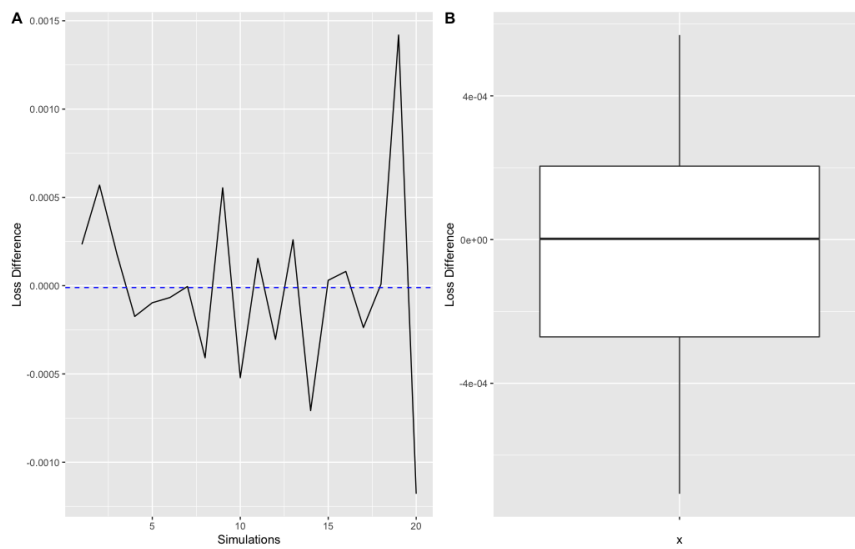 A
0.0015
0.0010
0.0005
0.0000
-0.0005
-0.0010
Loss Difference
5
10
15
20
Simulations
B
4e-04
0e+00
-4e-04
Loss Difference
x